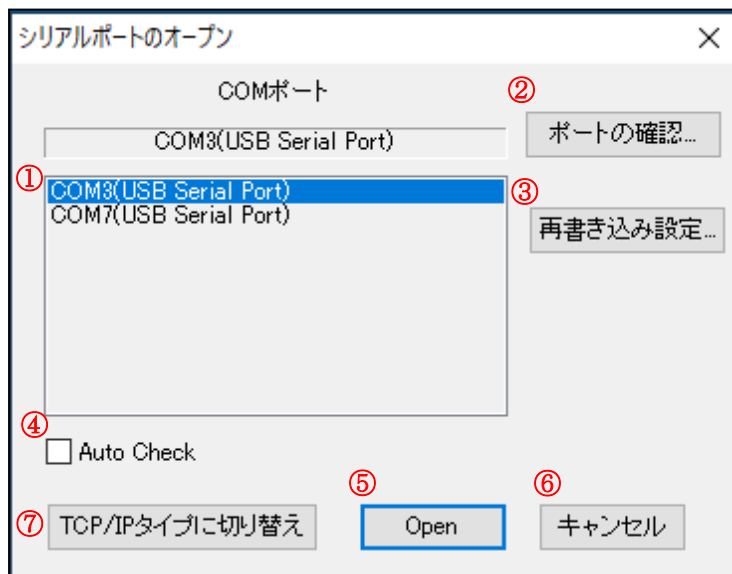 シリアルポートのオープン
COMポート
②
COM3(USB Serial Port)
ポートの確認...
①
COM3(USB Serial Port)
COM7(USB Serial Port)
③
再書き込み設定...
④
Auto Check
⑤
⑥
⑦
TCP/IPタイプに切り替え
Open
キャンセル